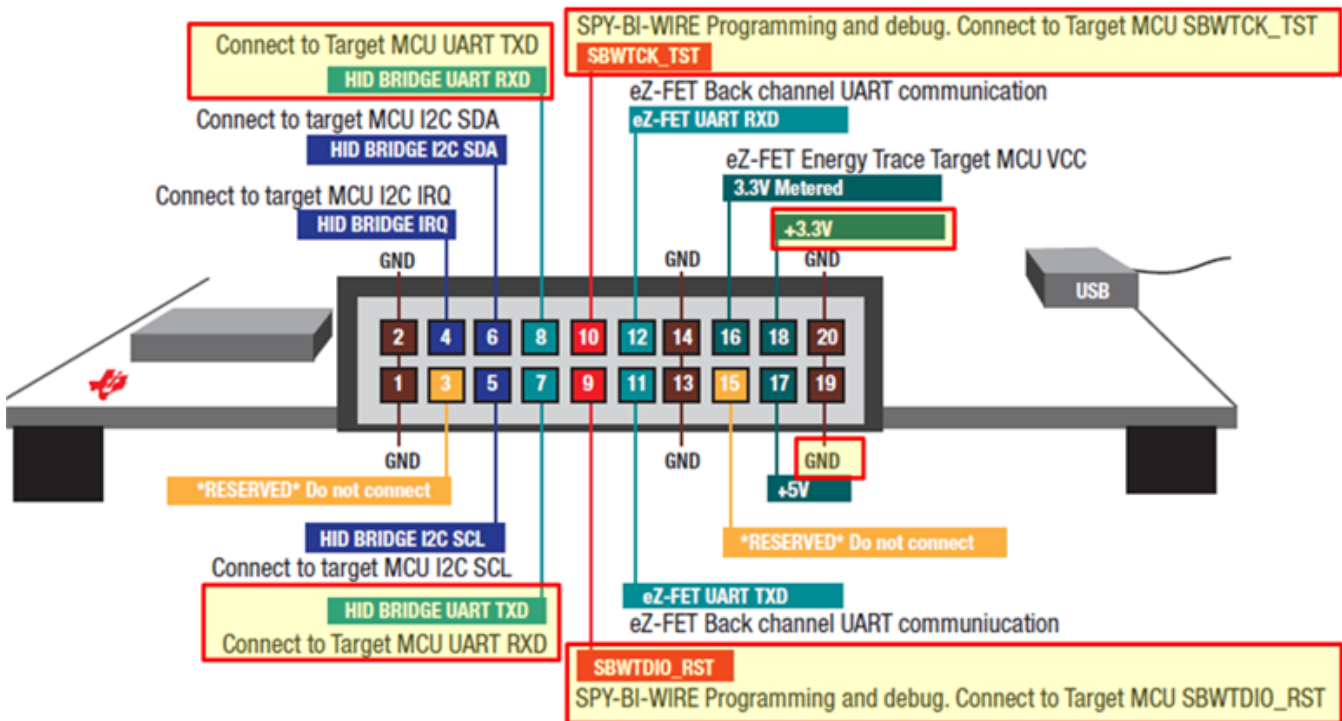 SPY-BI-WIRE Programming and debug. Connect to Target MCU SBWTCK_TST
SBWTCK_TST
Connect to Target MCU UART TXD
HID BRIDGE UART RXD
eZ-FET Back channel UART communication
eZ-FET UART RXD
Connect to target MCU I2C SDA
HID BRIDGE I2C SDA
eZ-FET Energy Trace Target MCU VCC
3.3V Metered
Connect to target MCU I2C IRQ
HID BRIDGE IRQ
+3.3V
GND
GND
GND
USB
2 4 6 8 10 12 14 16 18 20
1 3 5 7 9 11 13 15 17 19
GND
GND
GND
*RESERVED* Do not connect
+5V
HID BRIDGE I2C SCL
Connect to target MCU I2C SCL
*RESERVED* Do not connect
HID BRIDGE UART TXD
Connect to Target MCU UART RXD
eZ-FET UART TXD
eZ-FET Back channel UART communiucation
SBWTDIO_RST
SPY-BI-WIRE Programming and debug. Connect to Target MCU SBWTDIO_RST